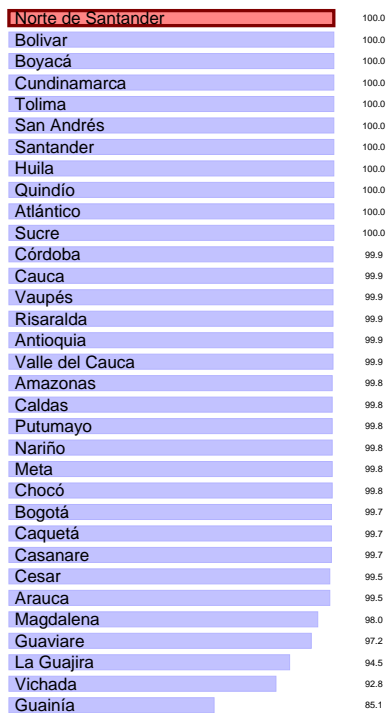 Norte de Santander 100.0
Bolivar 100.0
Boyacá 100.0
Cundinamarca 100.0
Tolima 100.0
San Andrés 100.0
Santander 100.0
Huila 100.0
Quindío 100.0
Atlántico 100.0
Sucre 100.0
Córdoba 99.9
Cauca 99.9
Vaupés 99.9
Risaralda 99.9
Antioquia 99.9
Valle del Cauca 99.9
Amazonas 99.8
Caldas 99.8
Putumayo 99.8
Nariño 99.8
Meta 99.8
Chocó 99.8
Bogotá 99.7
Caquetá 99.7
Casanare 99.7
Cesar 99.5
Arauca 99.5
Magdalena 98.0
Guaviare 97.2
La Guajira 94.5
Vichada 92.8
Guainía 85.1